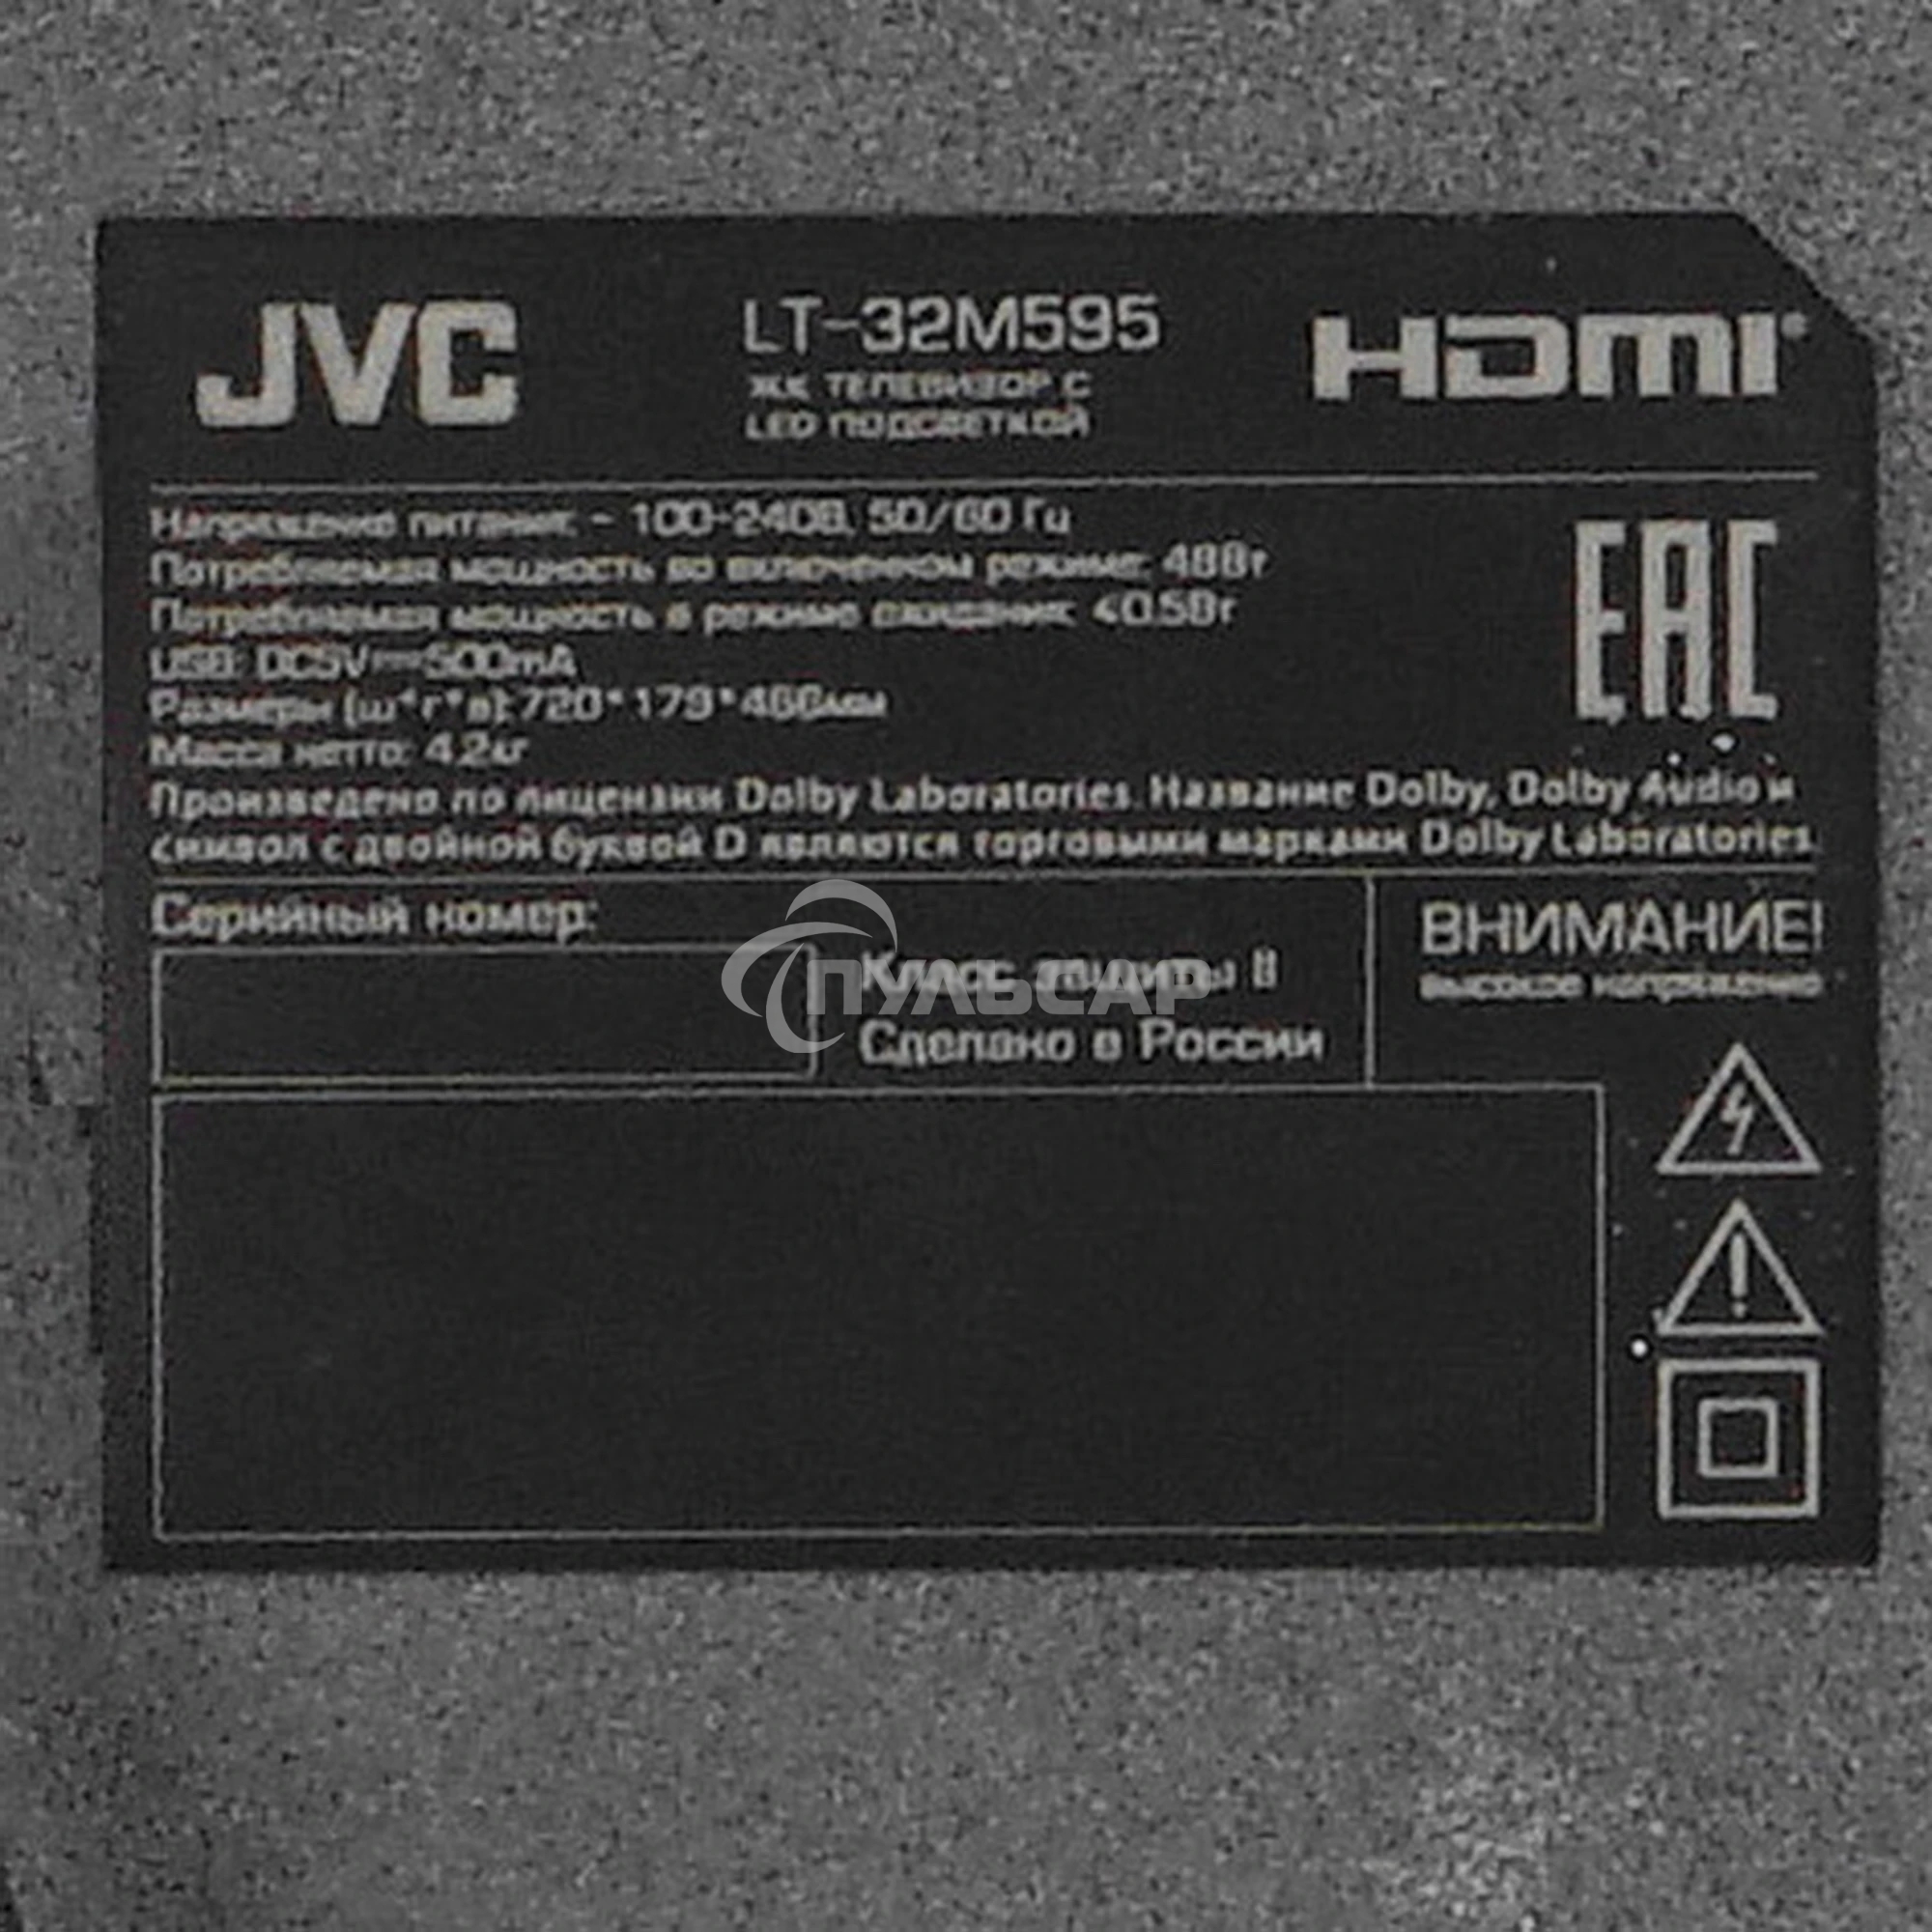 JVC
LT-32M595
ЖК ТЕЛЕВИЗОР С
LED ПОДСВЕТКОЙ
HDMI®
Напряжение питания: ~ 100-240В, 50/60 Гц
Потребляемая мощность во включенном режиме: 48Вт
Потребляемая мощность в режиме ожидания: <0.5Вт
USB: DC5V⎓500mA
Размеры (ш*г*в):720*179*466мм
Масса нетто: 4.2кг
EAC
Произведено по лицензии Dolby Laboratories. Название Dolby, Dolby Audio и
символ с двойной буквой D являются торговыми марками Dolby Laboratories.
Серийный номер:
Класс защиты II
Сделано в России
ПУЛЬСАР
ВНИМАНИЕ!
высокое напряжение